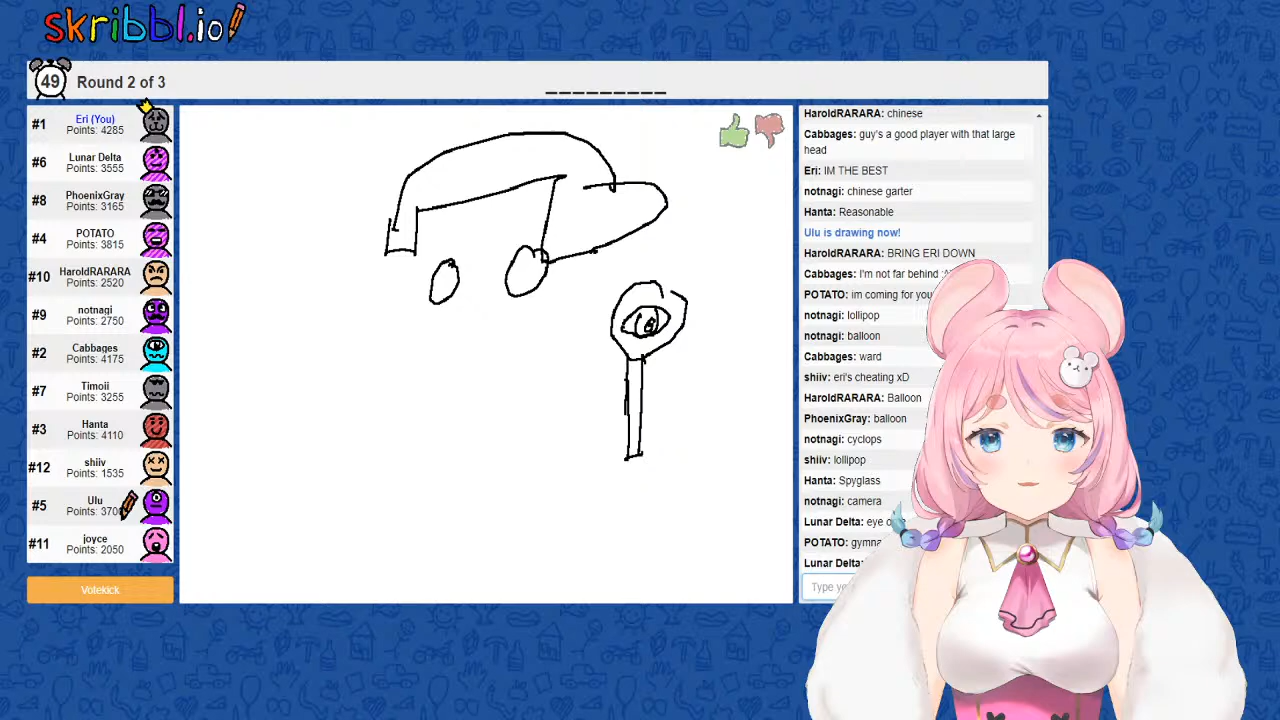 skribbl.io
49
Round 2 of 3
_________
#1 Eri (You)
Points: 4285
#6 Lunar Delta
Points: 3555
#8 PhoenixGray
Points: 3165
#4 POTATO
Points: 3815
#10 HaroldRARARA
Points: 2520
#9 notnagi
Points: 2750
#2 Cabbages
Points: 4175
#7 Timoii
Points: 3255
#3 Hanta
Points: 4110
#12 shiiv
Points: 1535
#5 Ulu
Points:
#11 joyce
Points: 2050
Votekick
HaroldRARARA: chinese
Cabbages: guy's a good player with that large
head
Eri: IM THE BEST
notnagi: chinese garter
Hanta: Reasonable
Ulu is drawing now!
HaroldRARARA: BRING ERI DOWN
Cabbages: I'm not far behind
POTATO: im coming for you
notnagi: lollipop
notnagi: balloon
Cabbages: ward
shiiv: eri's cheating xD
HaroldRARARA: Balloon
PhoenixGray: balloon
notnagi: cyclops
shiiv: lollipop
Hanta: Spyglass
notnagi: camera
Lunar Delta: eye
POTATO:
Lunar Delta:
Type